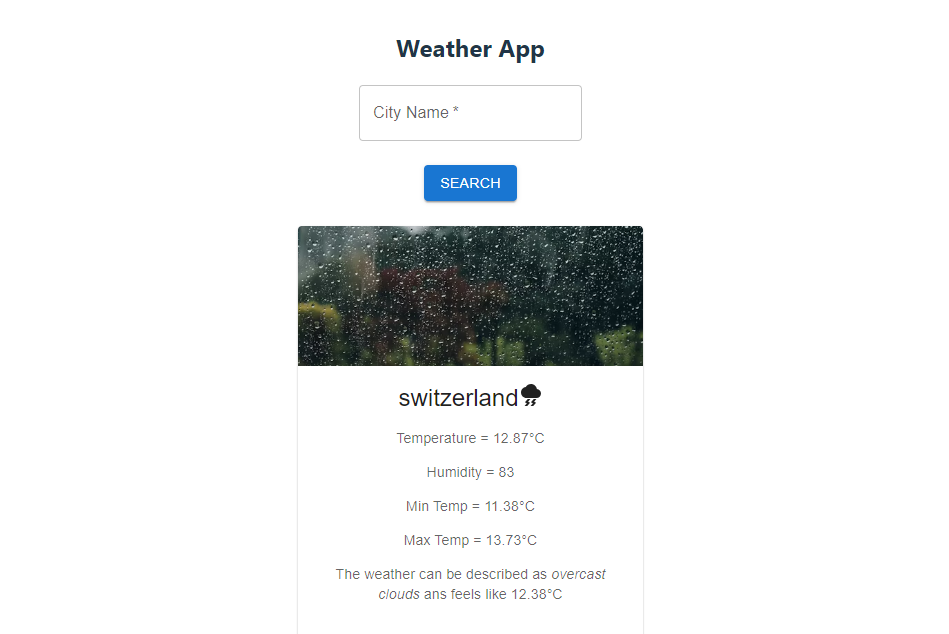 Weather App
City Name *
SEARCH
switzerland
Temperature = 12.87°C
Humidity = 83
Min Temp = 11.38°C
Max Temp = 13.73°C
The weather can be described as overcast
clouds ans feels like 12.38°C